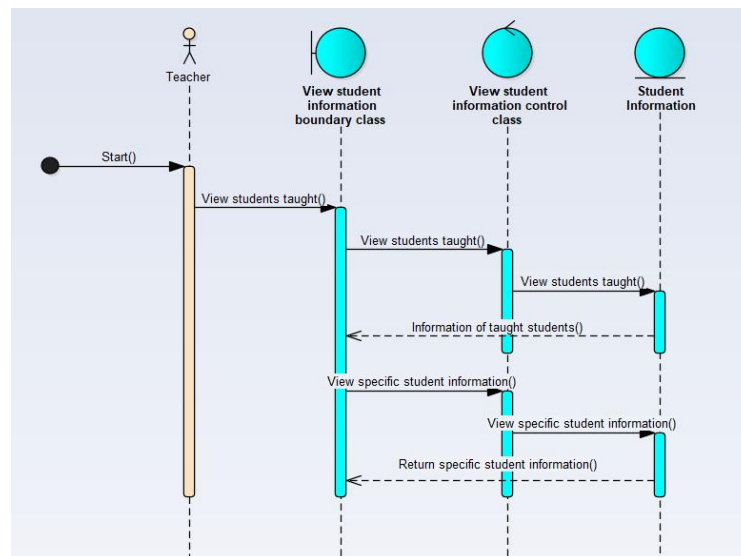 Teacher
View student
information
boundary class
View student
information control
class
Student
Information
Start()
View students taught()
View students taught()
View students taught()
Information of taught students()
View specific student information()
View specific student information()
Return specific student information()